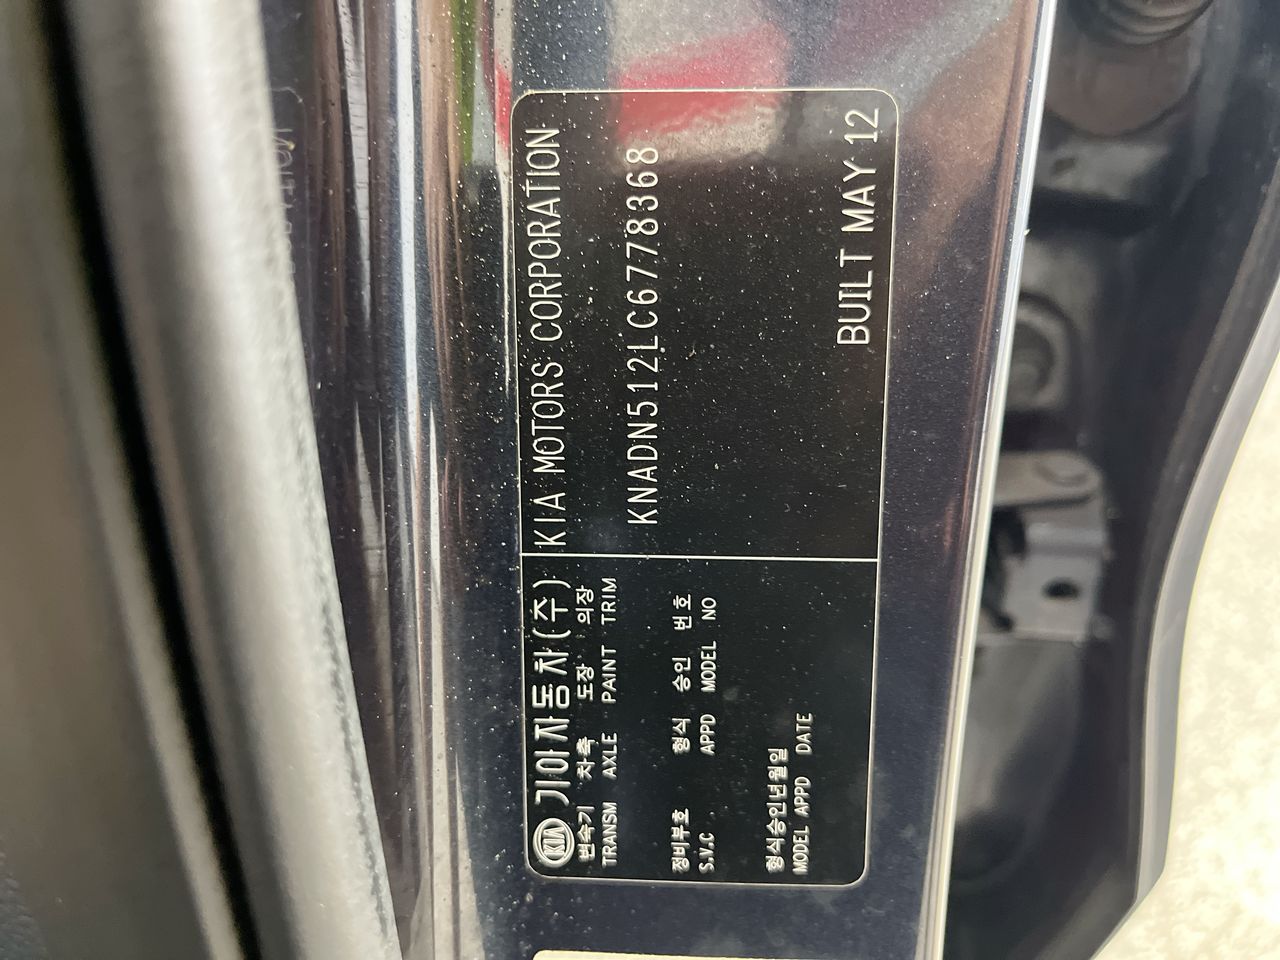 KIA 기아자동차(주) KIA MOTORS CORPORATION
변속기 차축 도장 의장
TRANSM AXLE PAINT TRIM
KNADN512LC6778368
정비부호 형식 승인 번호
S.V.C APPD MODEL NO
형식승인년월일
MODEL APPD DATE
BUILT MAY 12